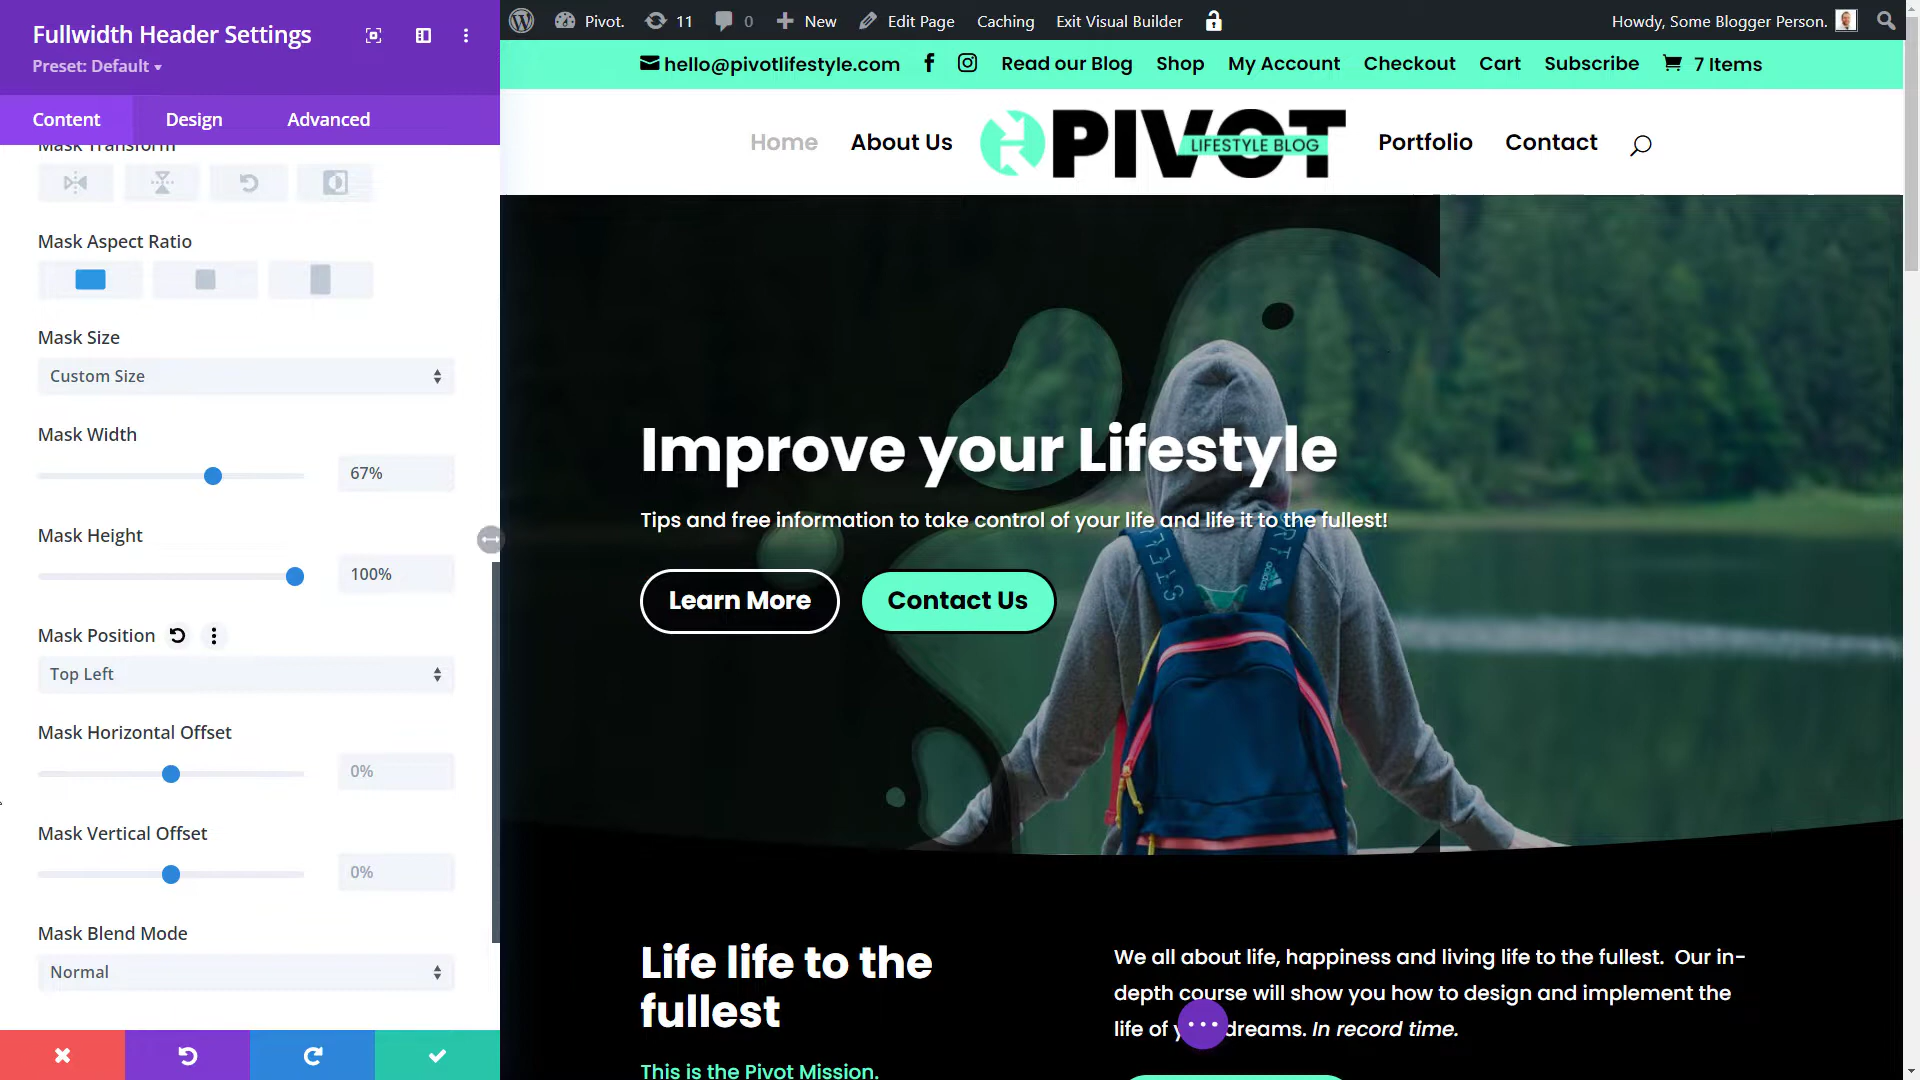 Fullwidth Header Settings
Preset: Default
Content
Design
Advanced
Mask Transform
Mask Aspect Ratio
Mask Size
Custom Size
Mask Width
67%
Mask Height
100%
Mask Position
Top Left
Mask Horizontal Offset
0%
Mask Vertical Offset
0%
Mask Blend Mode
Normal
Pivot.
11
0
New
Edit Page
Caching
Exit Visual Builder
Howdy, Some Blogger Person.
hello@pivotlifestyle.com
Read our Blog
Shop
My Account
Checkout
Cart
Subscribe
7 Items
Home
About Us
PIVOT
LIFESTYLE BLOG
Portfolio
Contact
Improve your Lifestyle
Tips and free information to take control of your life and life it to the fullest!
Learn More
Contact Us
adidas
Life life to the
fullest
This is the Pivot Mission.
We all about life, happiness and living life to the fullest. Our in-
depth course will show you how to design and implement the
life of dreams. In record time.